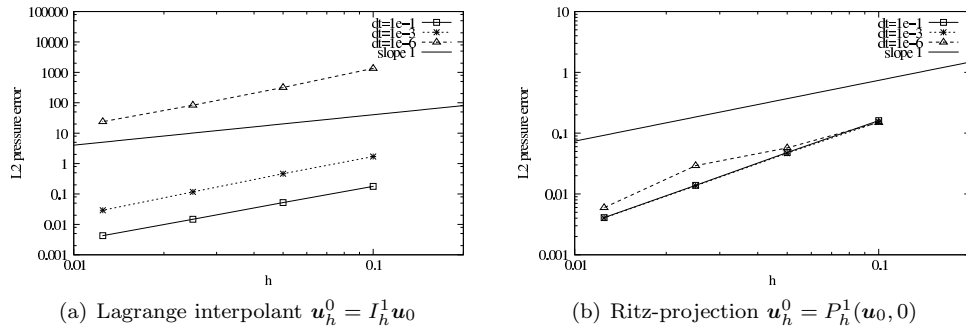 100000
10000
1000
100
10
1
0.1
0.01
0.001
0.01
0.1
h
L2 pressure error
dt=1e-1
dt=1e-3
dt=1e-6
slope 1
(a) Lagrange interpolant u_h^0 = I_h^1 u_0
10
1
0.1
0.01
0.001
0.01
0.1
h
L2 pressure error
dt=1e-1
dt=1e-3
dt=1e-6
slope 1
(b) Ritz-projection u_h^0 = P_h^1(u_0, 0)